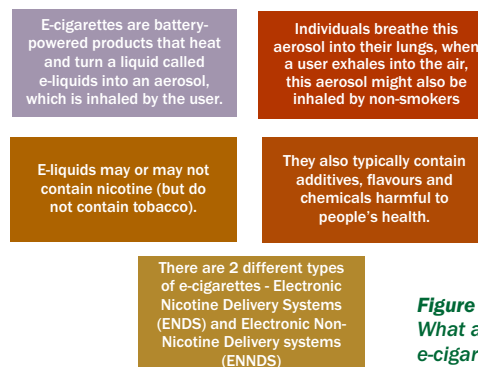 E-cigarettes are battery-
powered products that heat
and turn a liquid called
e-liquids into an aerosol,
which is inhaled by the user.
Individuals breathe this
aerosol into their lungs, when
a user exhales into the air,
this aerosol might also be
inhaled by non-smokers
E-liquids may or may not
contain nicotine (but do
not contain tobacco).
They also typically contain
additives, flavours and
chemicals harmful to
people's health.
There are 2 different types
of e-cigarettes - Electronic
Nicotine Delivery Systems
(ENDS) and Electronic Non-
Nicotine Delivery systems
(ENNDS)
Figure
What a
e-cigar